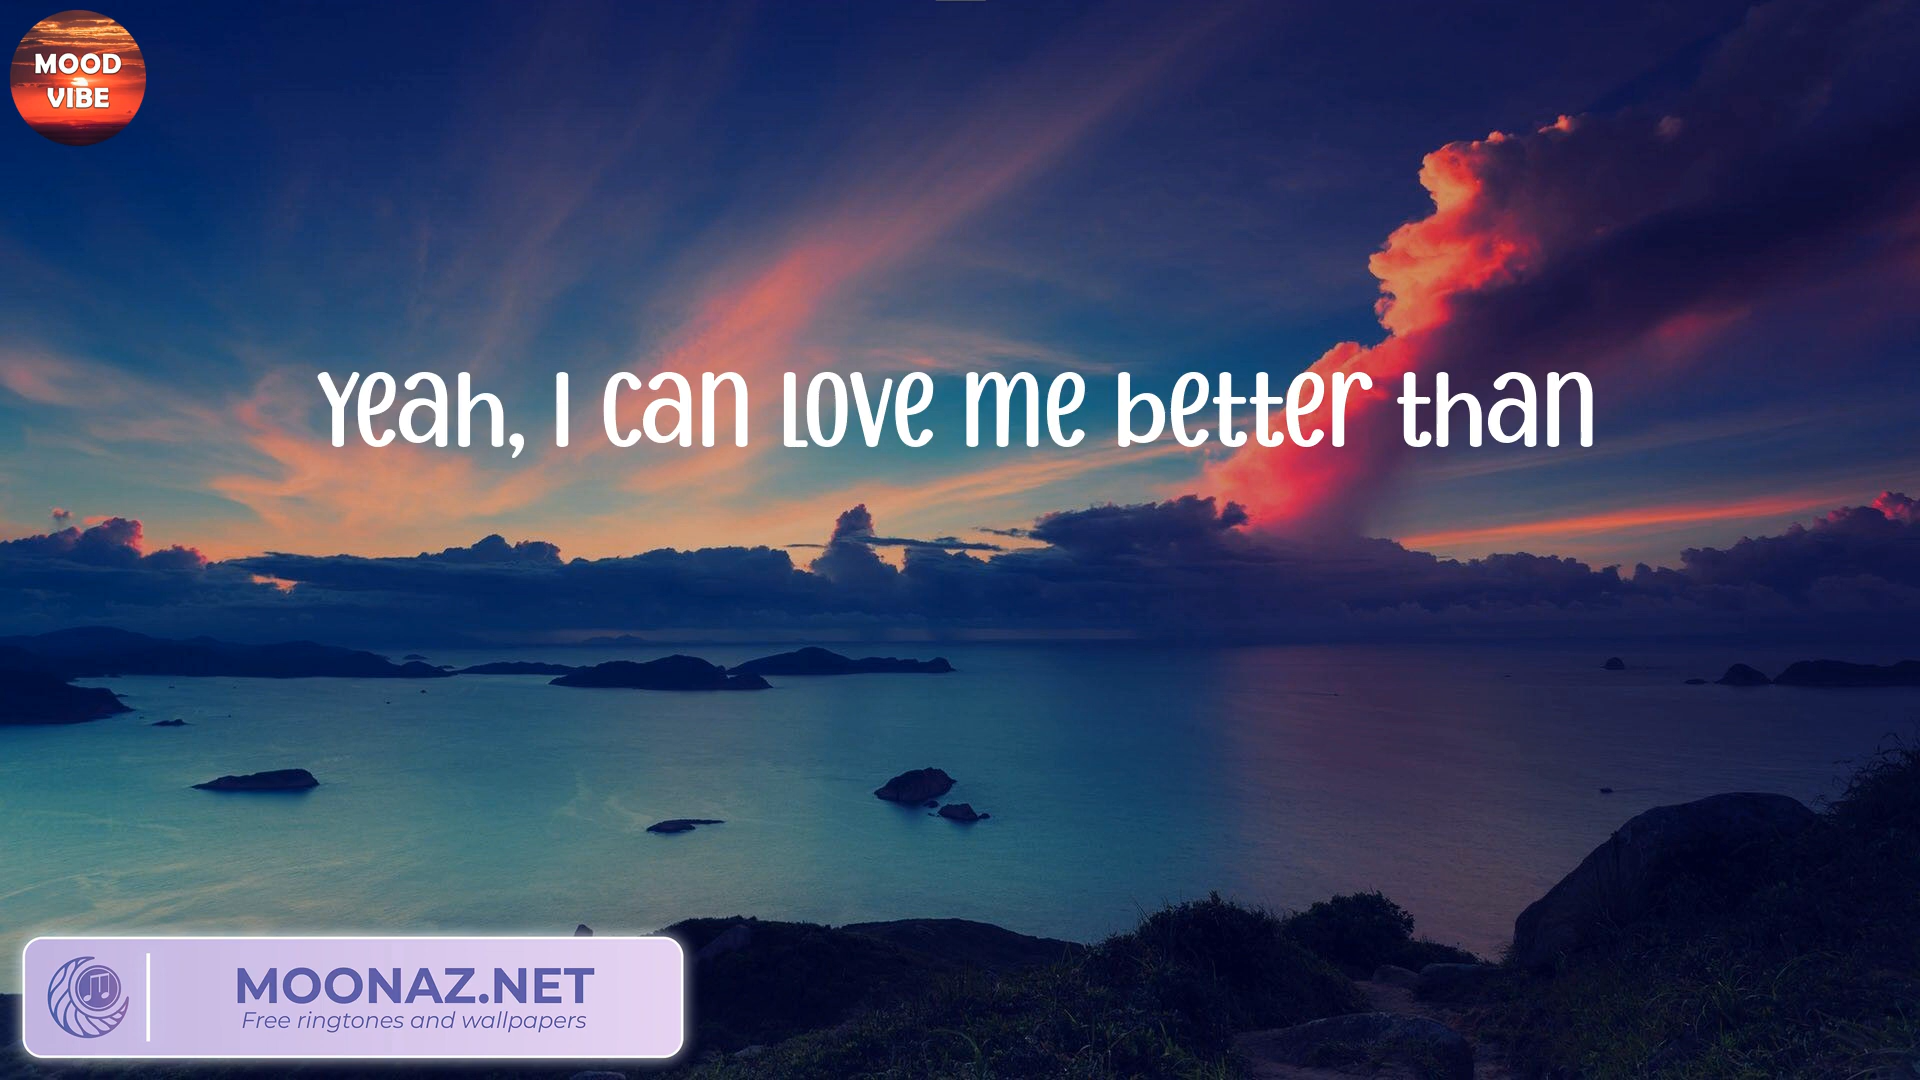 MOOD
VIBE
Yeah, I can love me better than
MOONAZ.NET
Free ringtones and wallpapers